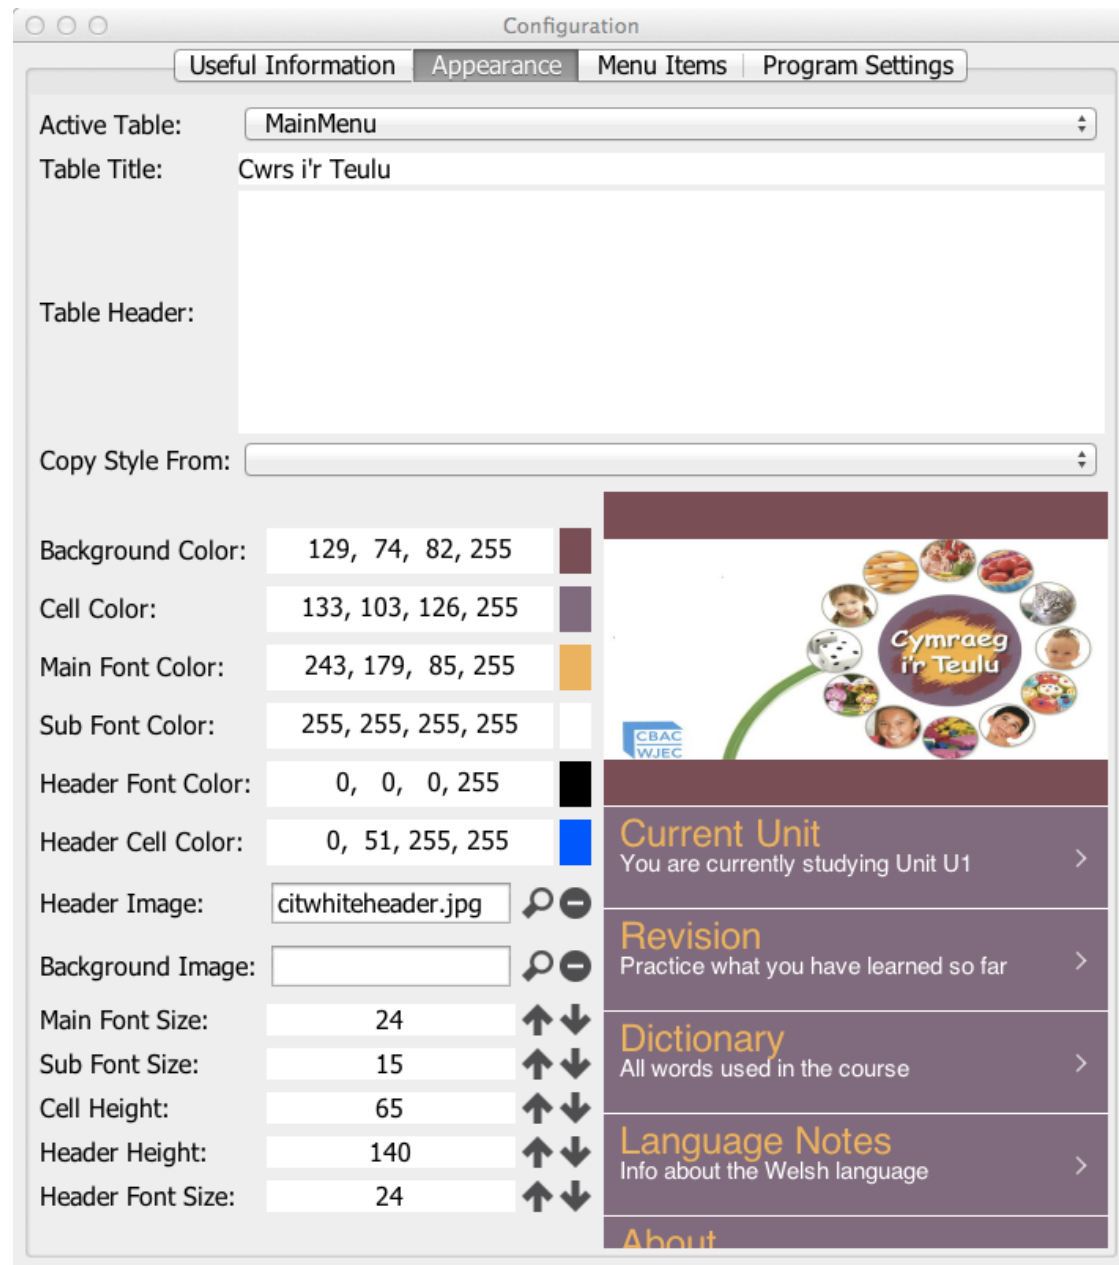 Configuration
Useful Information Appearance Menu Items Program Settings
Active Table: MainMenu
Table Title: Cwrs i'r Teulu
Table Header:
Copy Style From:
Background Color: 129, 74, 82, 255
Cell Color: 133, 103, 126, 255
Main Font Color: 243, 179, 85, 255
Sub Font Color: 255, 255, 255, 255
Header Font Color: 0, 0, 0, 255
Header Cell Color: 0, 51, 255, 255
Header Image: citwhiteheader.jpg
Background Image:
Main Font Size: 24
Sub Font Size: 15
Cell Height: 65
Header Height: 140
Header Font Size: 24
Cymraeg
i'r Teulu
CBAC
WJEC
Current Unit
You are currently studying Unit U1
Revision
Practice what you have learned so far
Dictionary
All words used in the course
Language Notes
Info about the Welsh language
About